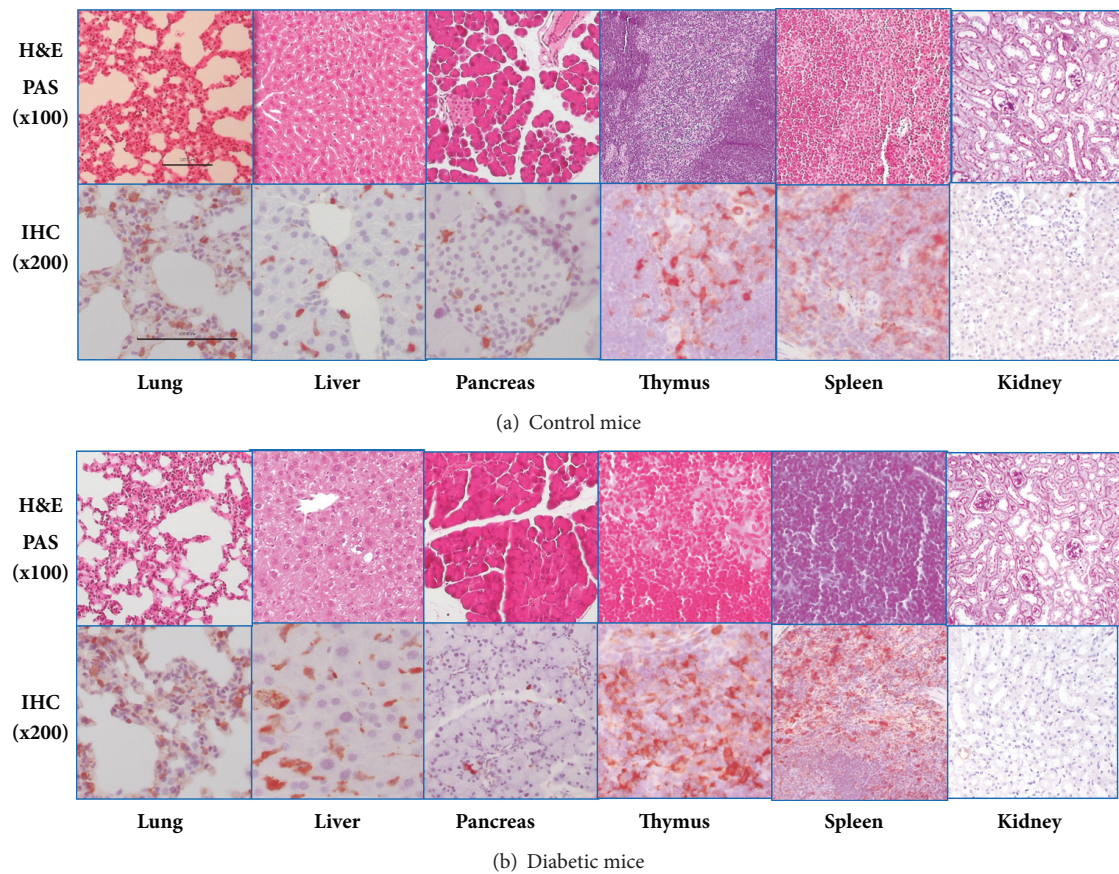 H&E
PAS
(x100)
IHC
(x200)
Lung Liver Pancreas Thymus Spleen Kidney
(a) Control mice
H&E
PAS
(x100)
IHC
(x200)
Lung Liver Pancreas Thymus Spleen Kidney
(b) Diabetic mice